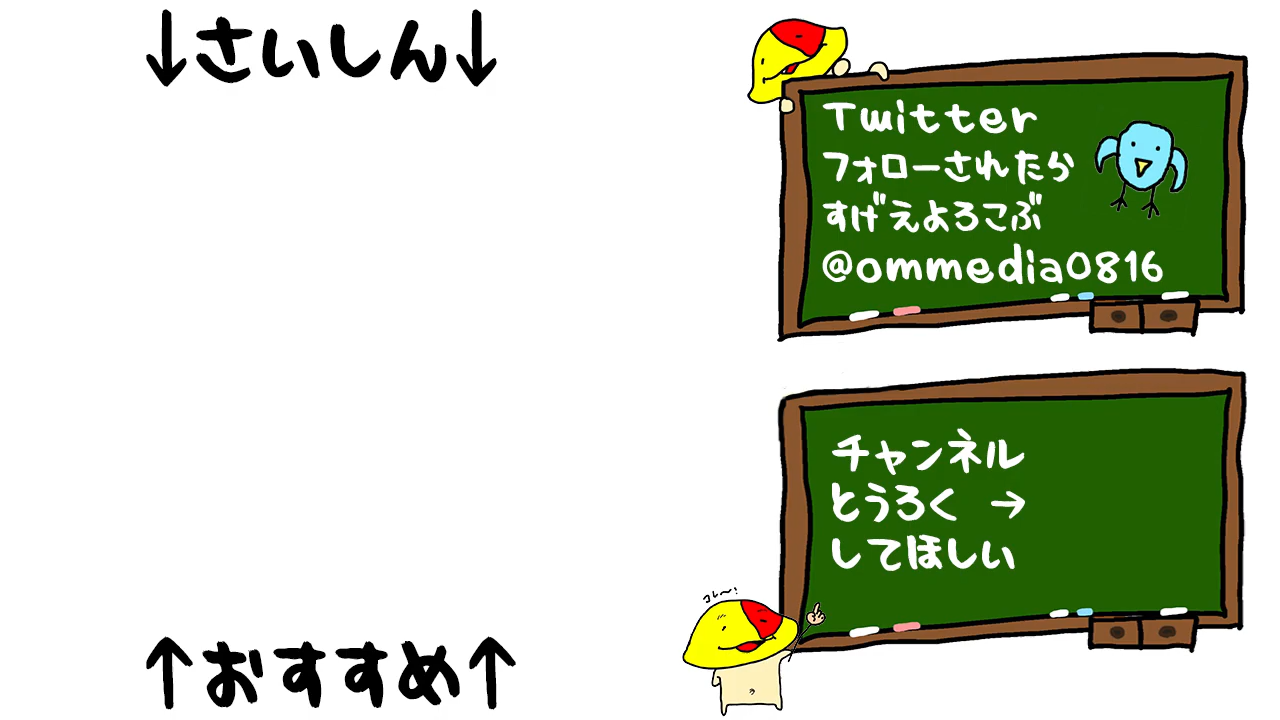 ↓さいしん↓
Twitter
フォローされたら
すげえよろこぶ
@ommedia0816
チャンネル
とうろく →
してほしい
コレ〜!
↑おすすめ↑